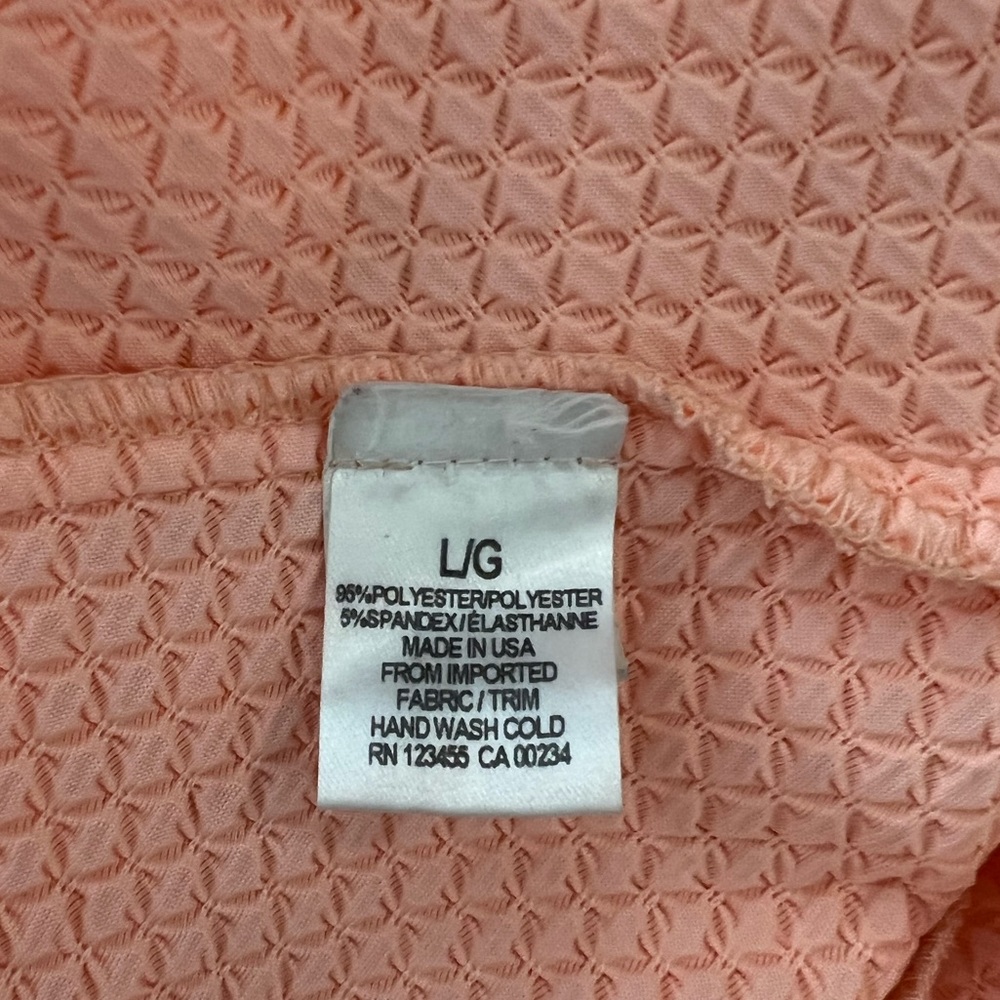 L/G
95%POLYESTER/POLYESTER
5%SPANDEX/ÉLASTHANNE
MADE IN USA
FROM IMPORTED
FABRIC / TRIM
HAND WASH COLD
RN 123456 CA 00234